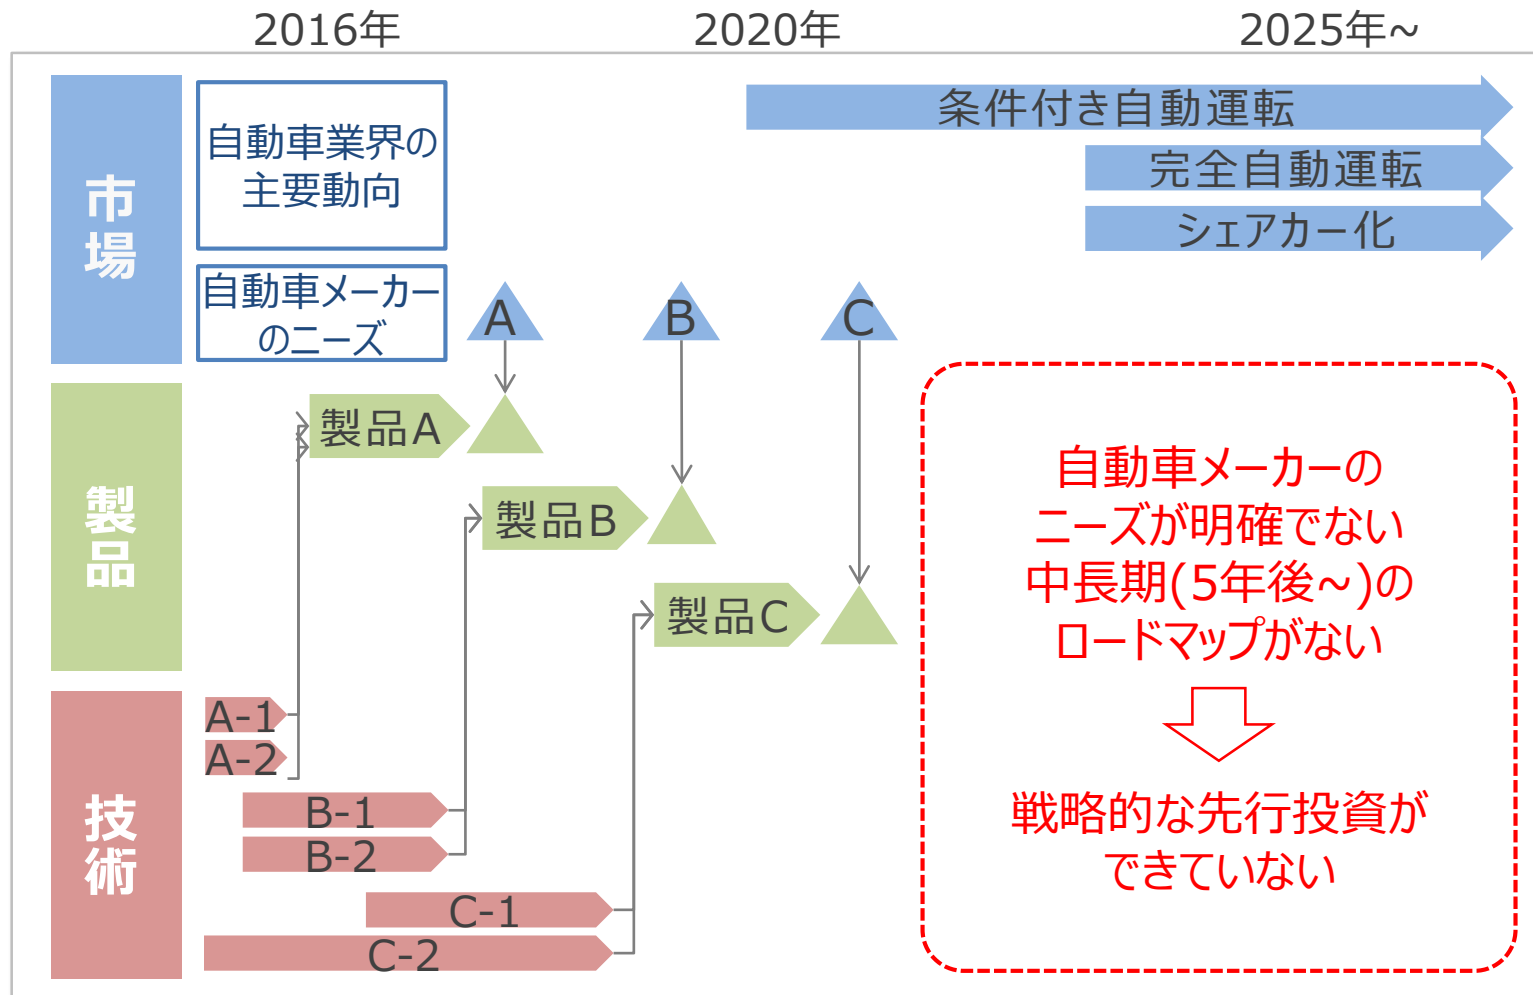 2016年
2020年
2025年~
市場
自動車業界の
主要動向
条件付き自動運転
完全自動運転
シェアカー化
自動車メーカー
のニーズ
A
B
C
製品
製品A
製品B
製品C
技術
A-1
A-2
B-1
B-2
C-1
C-2
自動車メーカーの
ニーズが明確でない
中長期(5年後~)の
ロードマップがない
戦略的な先行投資が
できていない